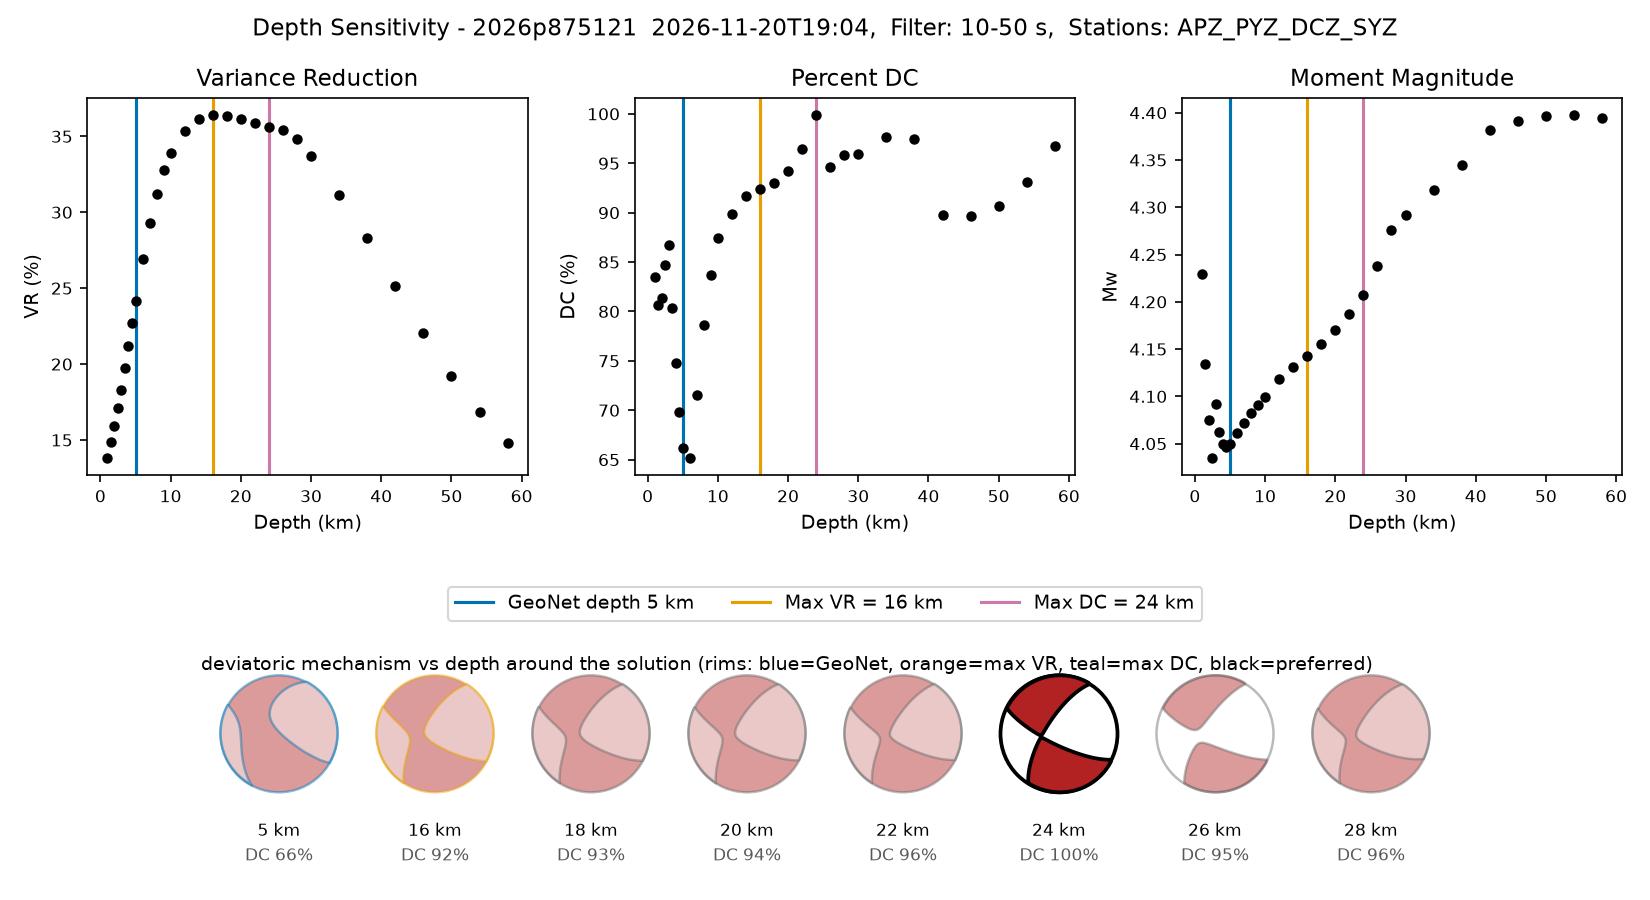 Depth Sensitivity - 2026p875121  2026-11-20T19:04,  Filter: 10-50 s,  Stations: APZ_PYZ_DCZ_SYZ
Variance Reduction
Percent DC
Moment Magnitude
VR (%)
35
30
25
20
15
0 10 20 30 40 50 60
Depth (km)
DC (%)
100
95
90
85
80
75
70
65
0 10 20 30 40 50 60
Depth (km)
Mw
4.40
4.35
4.30
4.25
4.20
4.15
4.10
4.05
0 10 20 30 40 50 60
Depth (km)
GeoNet depth 5 km
Max VR = 16 km
Max DC = 24 km
deviatoric mechanism vs depth around the solution (rims: blue=GeoNet, orange=max VR, teal=max DC, black=preferred)
5 km 16 km 18 km 20 km 22 km 24 km 26 km 28 km
DC 66% DC 92% DC 93% DC 94% DC 96% DC 100% DC 95% DC 96%